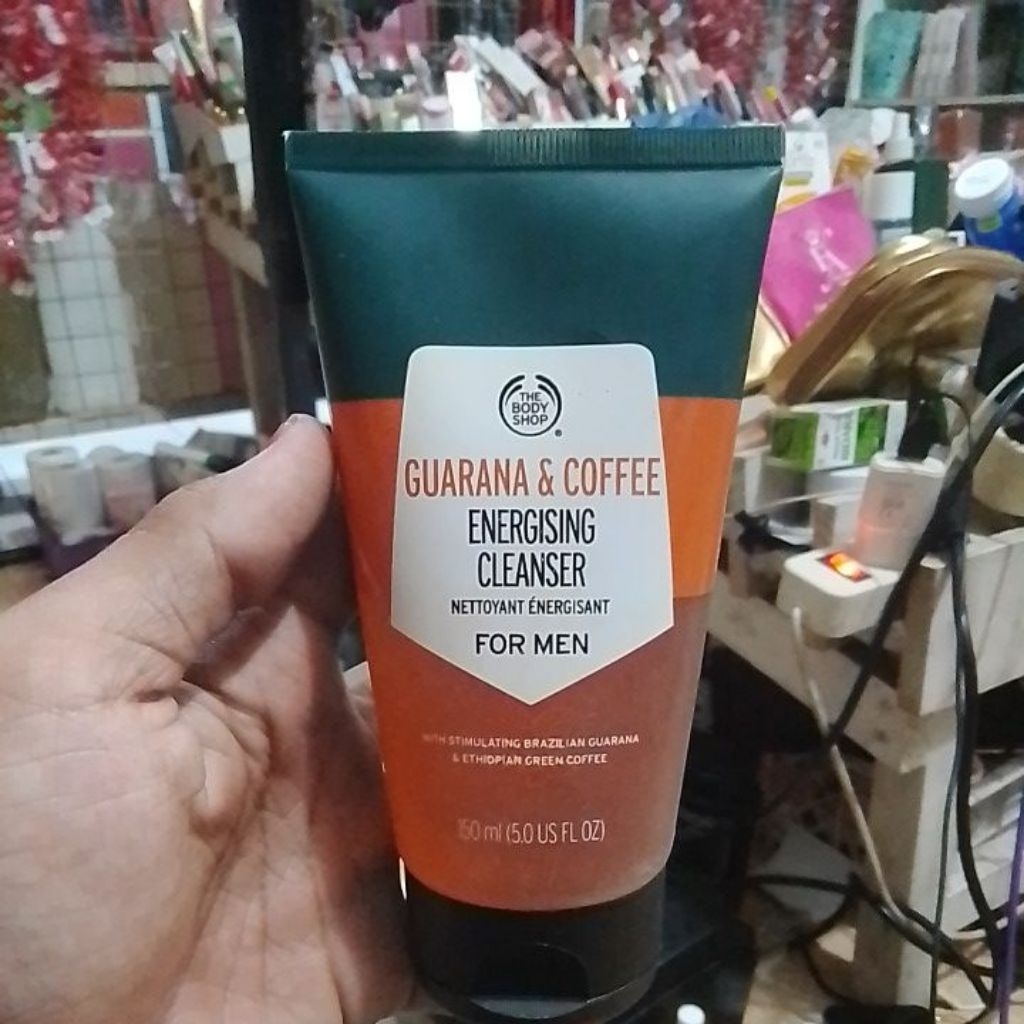 THE
BODY
SHOP
GUARANA & COFFEE
ENERGISING
CLEANSER
NETTOYANT ÉNERGISANT
FOR MEN
WITH STIMULATING BRAZILIAN GUARANA
& ETHIOPIAN GREEN COFFEE
150 ml (5.0 US FL OZ)